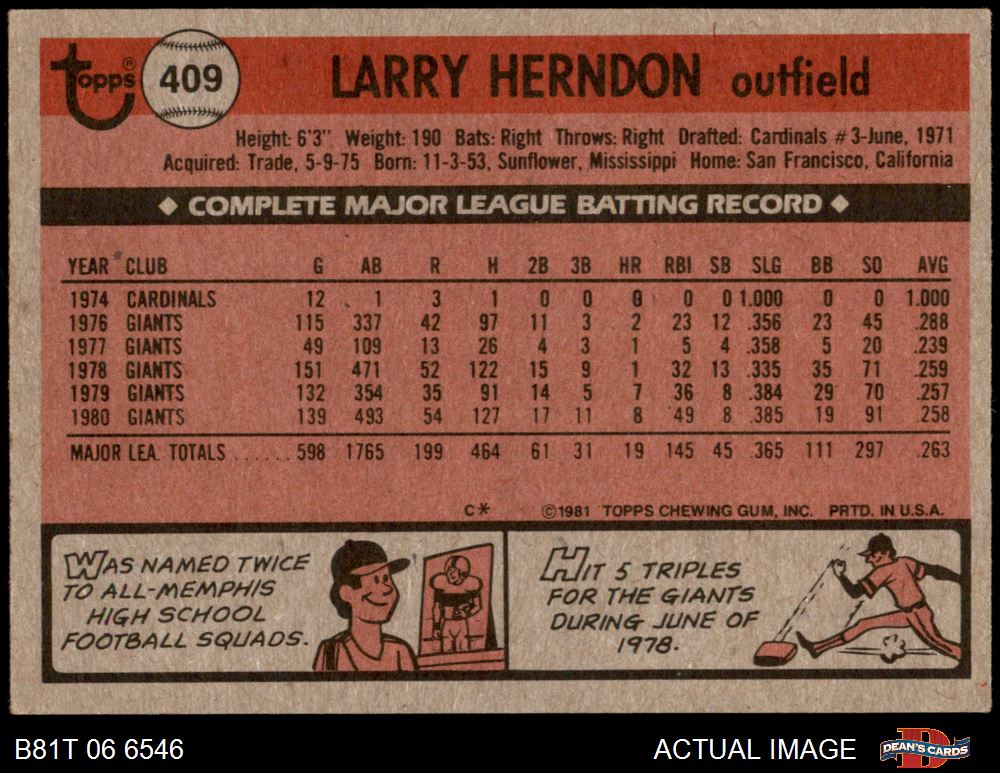 topps® 409 LARRY HERNDON outfield
Height: 6'3" Weight: 190 Bats: Right Throws: Right Drafted: Cardinals #3-June, 1971
Acquired: Trade, 5-9-75 Born: 11-3-53, Sunflower, Mississippi Home: San Francisco, California
◆ COMPLETE MAJOR LEAGUE BATTING RECORD ◆
YEAR CLUB G AB R H 2B 3B HR RBI SB SLG BB SO AVG
1974 CARDINALS 12 1 3 1 0 0 0 0 0 1.000 0 0 1.000
1976 GIANTS 115 337 42 97 11 3 2 23 12 .356 23 45 .288
1977 GIANTS 49 109 13 26 4 3 1 5 4 .358 5 20 .239
1978 GIANTS 151 471 52 122 15 9 1 32 13 .335 35 71 .259
1979 GIANTS 132 354 35 91 14 5 7 36 8 .384 29 70 .257
1980 GIANTS 139 493 54 127 17 11 8 49 8 .385 19 91 .258
MAJOR LEA. TOTALS ...... 598 1765 199 464 61 31 19 145 45 .365 111 297 .263
C* ©1981 TOPPS CHEWING GUM, INC. PRTD. IN U.S.A.
WAS NAMED TWICE
TO ALL-MEMPHIS
HIGH SCHOOL
FOOTBALL SQUADS.
HIT 5 TRIPLES
FOR THE GIANTS
DURING JUNE OF
1978.
B81T 06 6546 ACTUAL IMAGE DEAN'S CARDS